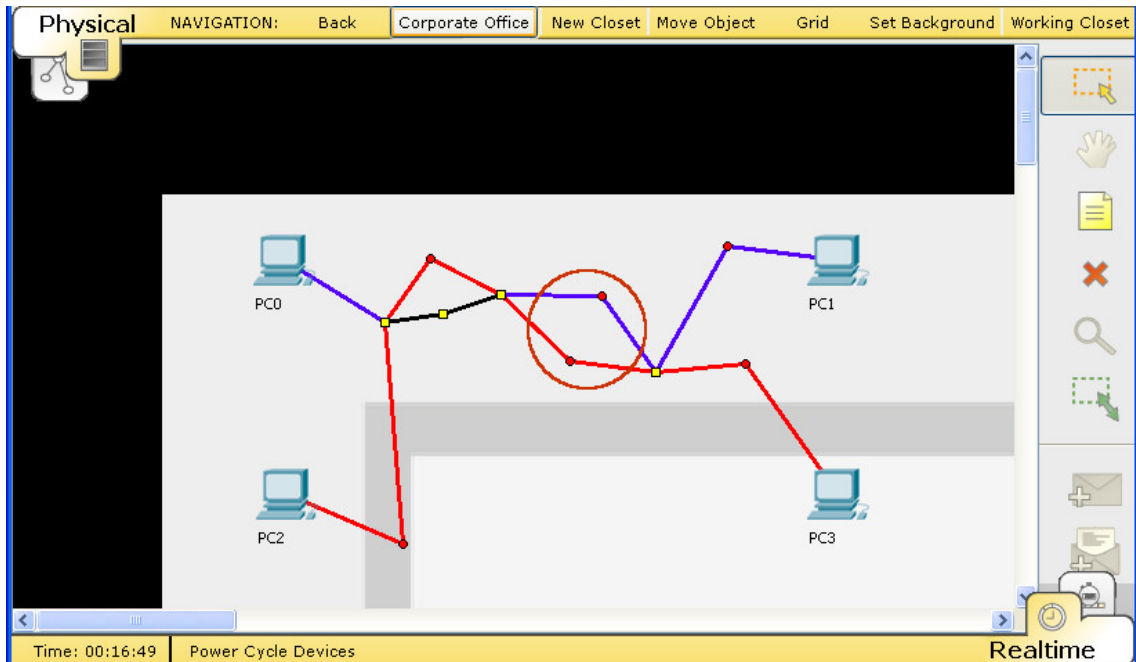 Physical NAVIGATION: Back Corporate Office New Closet Move Object Grid Set Background Working Closet
PC0
PC1
PC2
PC3
Time: 00:16:49 Power Cycle Devices Realtime